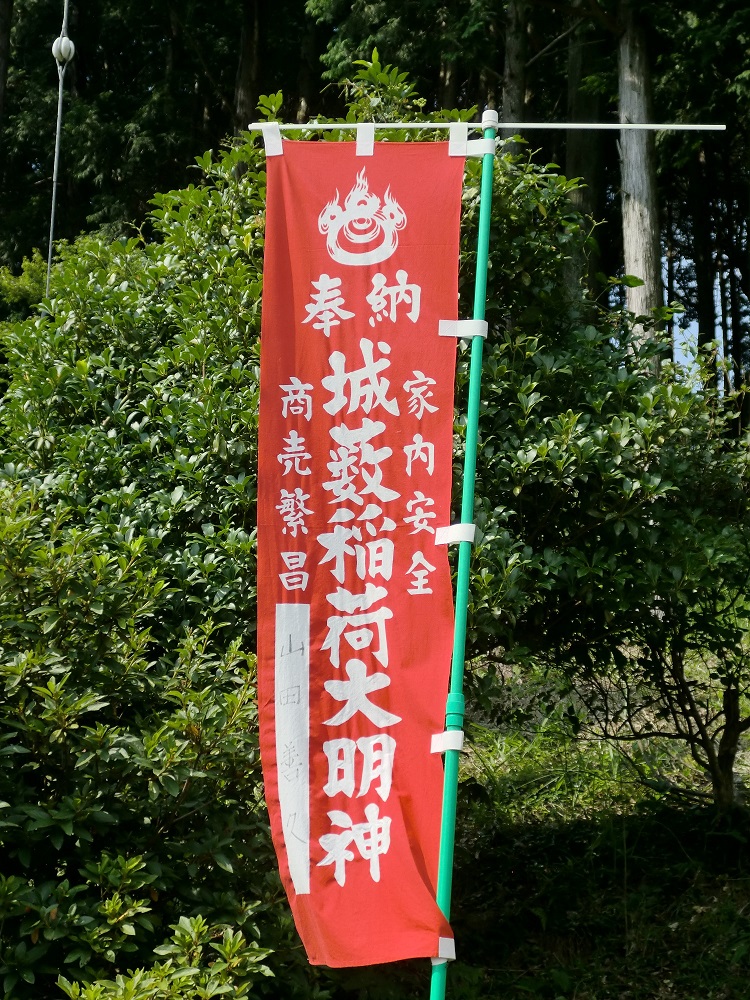 奉納
家内安全
城薮稲荷大明神
商売繁昌
山田善久